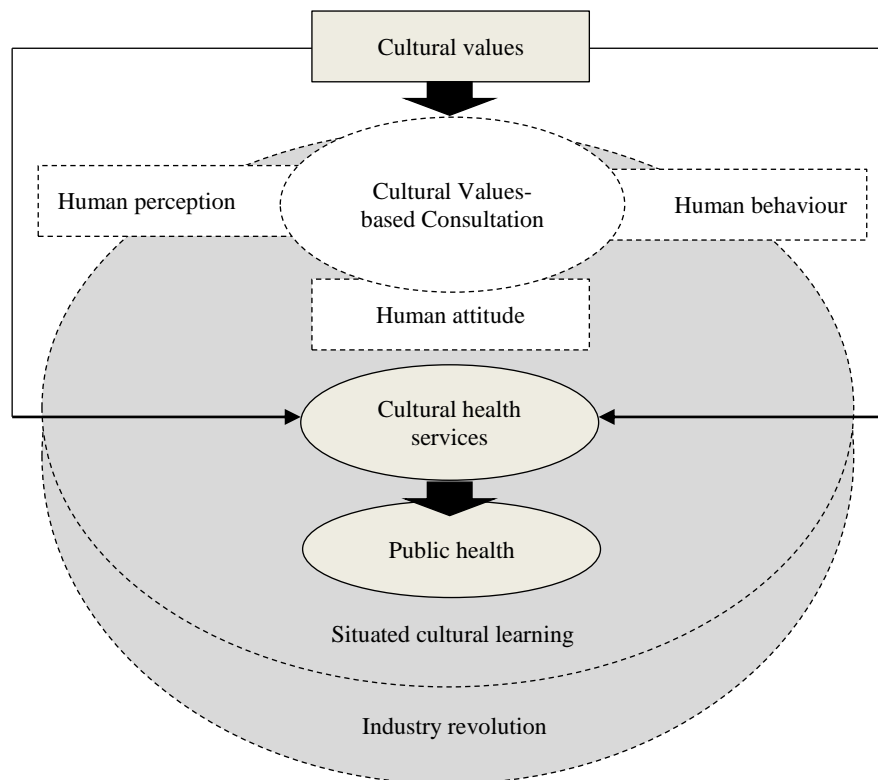 Cultural values
Cultural Values-
based Consultation
Human perception
Human behaviour
Human attitude
Cultural health
services
Public health
Situated cultural learning
Industry revolution